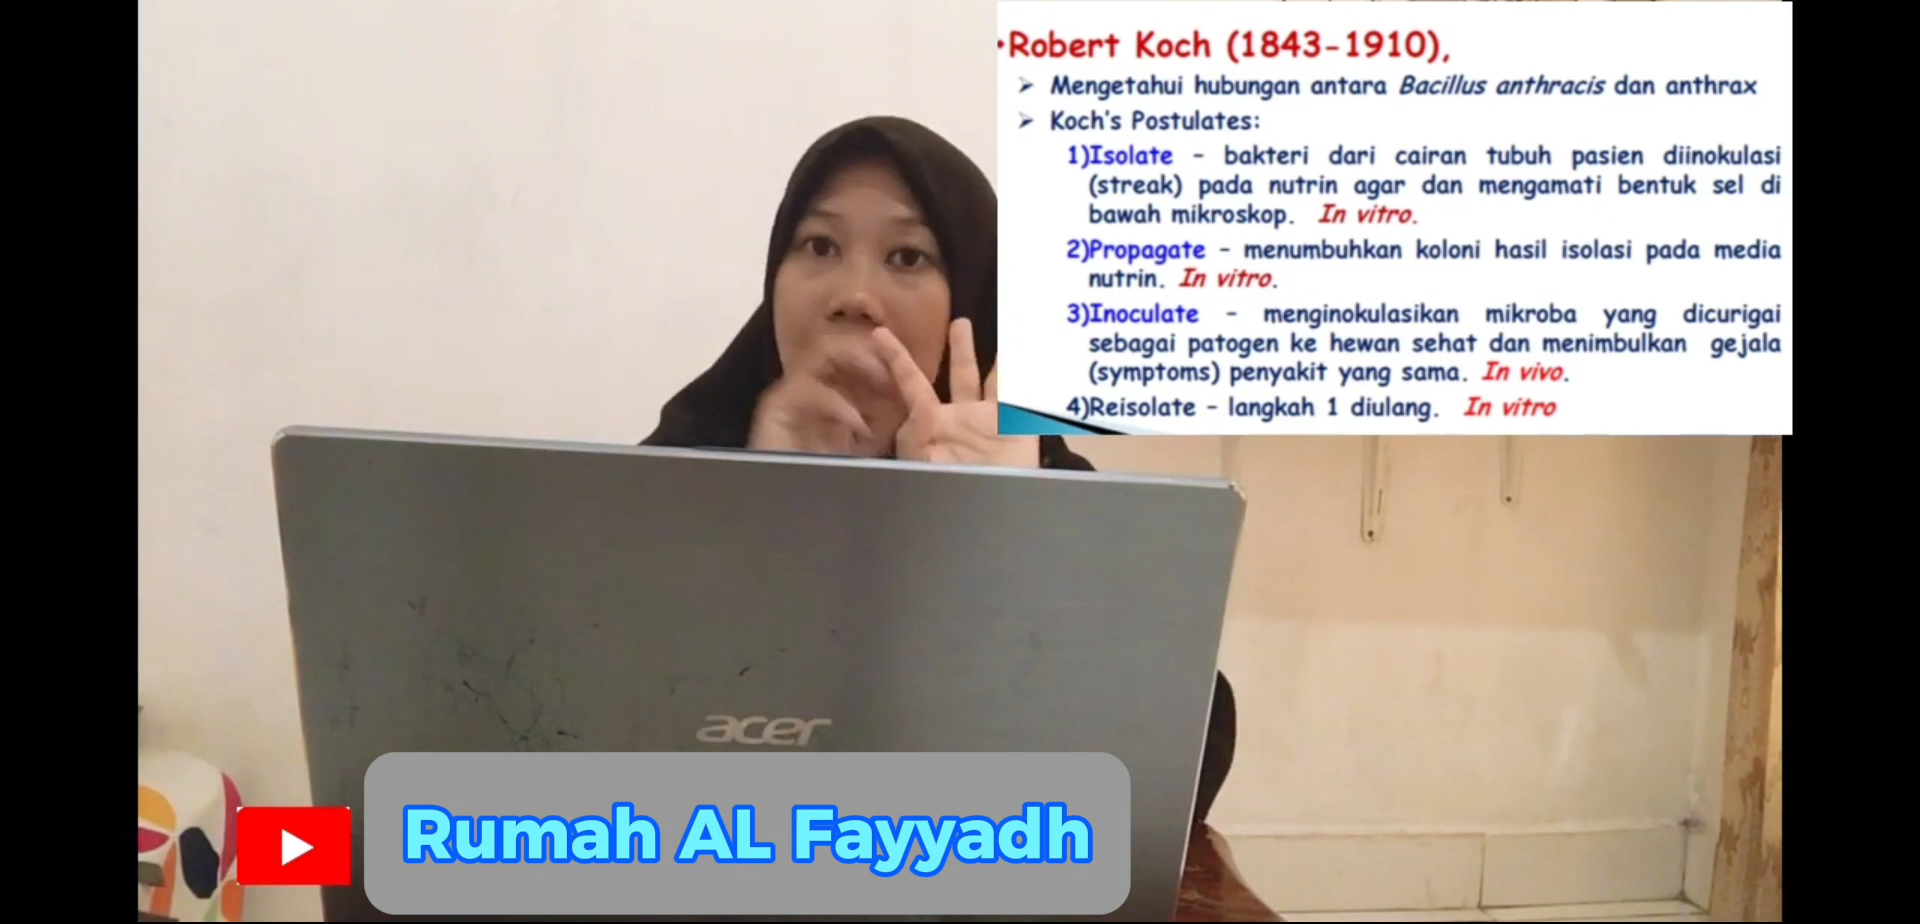 •Robert Koch (1843-1910),
➢ Mengetahui hubungan antara Bacillus anthracis dan anthrax
➢ Koch's Postulates:
1)Isolate - bakteri dari cairan tubuh pasien diinokulasi
(streak) pada nutrin agar dan mengamati bentuk sel di
bawah mikroskop. In vitro.
2)Propagate - menumbuhkan koloni hasil isolasi pada media
nutrin. In vitro.
3)Inoculate - menginokulasikan mikroba yang dicurigai
sebagai patogen ke hewan sehat dan menimbulkan gejala
(symptoms) penyakit yang sama. In vivo.
4)Reisolate - langkah 1 diulang. In vitro
acer
Rumah AL Fayyadh